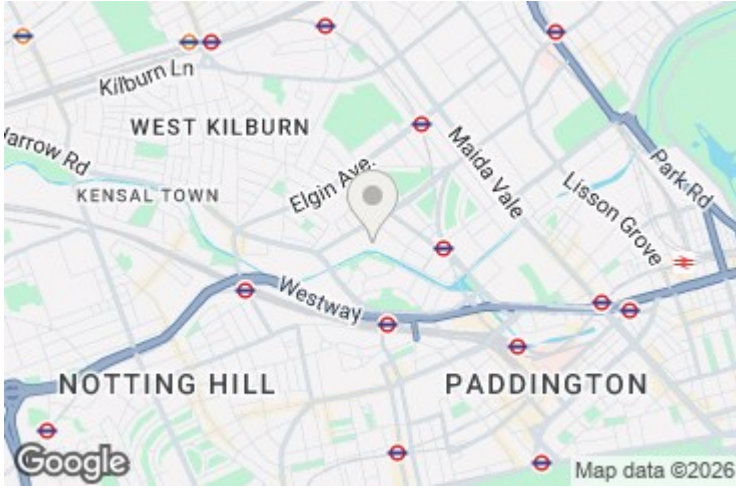 Kilburn Ln
WEST KILBURN
Harrow Rd
Maida Vale
Park Rd
Elgin Ave.
KENSAL TOWN
Lisson Grove
Westway
NOTTING HILL
PADDINGTON
Google
Map data ©2026